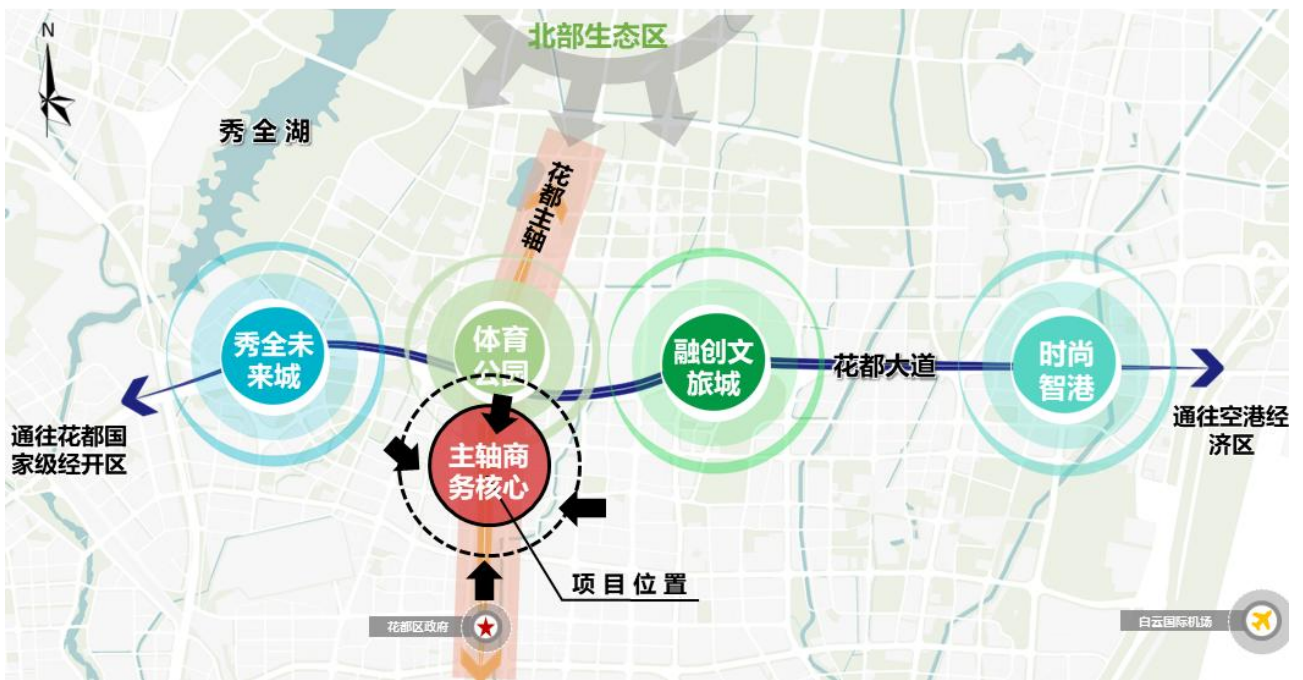 北部生态区
N
秀全湖
花都主轴
秀全未
来城
体育
公园
融创文
旅城
花都大道
时尚
智港
通往花都国
家级经开区
通往空港经
济区
主轴商
务核心
项目位置
花都区政府
白云国际机场